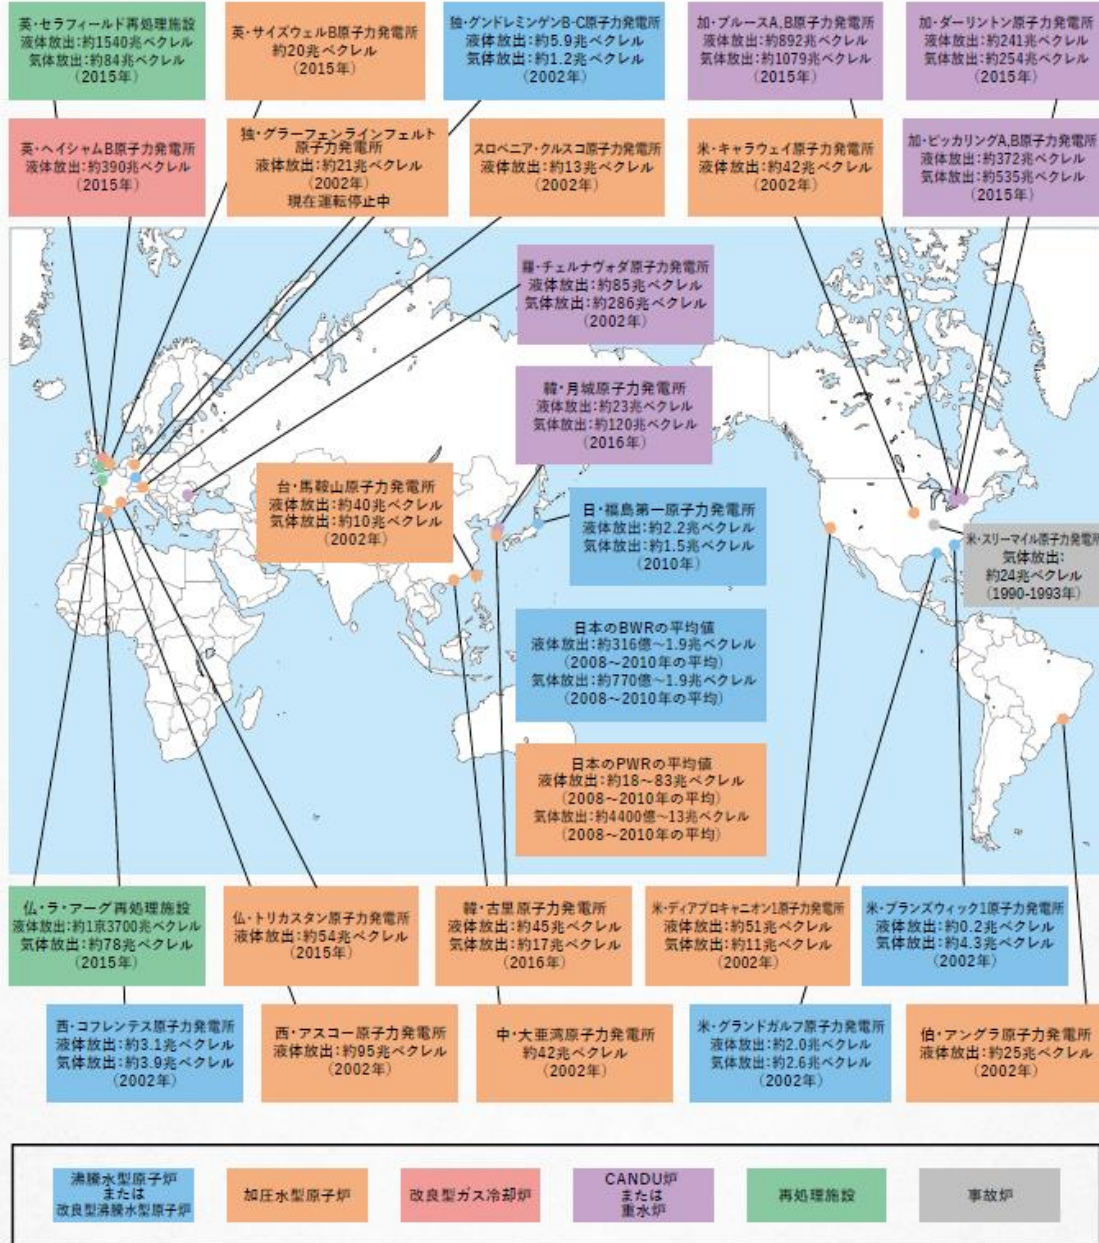 英・セラフィールド再処理施設
液体放出：約1540兆ベクレル
気体放出：約84兆ベクレル
(2015年)
英・サイズウェルB原子力発電所
約20兆ベクレル
(2015年)
独・グンドレミンゲンB-C原子力発電所
液体放出：約5.9兆ベクレル
気体放出：約1.2兆ベクレル
(2002年)
加・ブルースA,B原子力発電所
液体放出：約892兆ベクレル
気体放出：約1079兆ベクレル
(2015年)
加・ダーリントン原子力発電所
液体放出：約241兆ベクレル
気体放出：約254兆ベクレル
(2015年)
英・ヘイシャムB原子力発電所
液体放出：約390兆ベクレル
(2015年)
独・グラーフェンラインフェルト
原子力発電所
液体放出：約21兆ベクレル
(2002年)
現在運転停止中
スロベニア・クルスコ原子力発電所
液体放出：約13兆ベクレル
(2002年)
米・キャラウェイ原子力発電所
液体放出：約42兆ベクレル
(2002年)
加・ピッカリングA,B原子力発電所
液体放出：約372兆ベクレル
気体放出：約535兆ベクレル
(2015年)
羅・チェルナヴォダ原子力発電所
液体放出：約85兆ベクレル
気体放出：約286兆ベクレル
(2002年)
韓・月城原子力発電所
液体放出：約23兆ベクレル
気体放出：約120兆ベクレル
(2016年)
台・馬鞍山原子力発電所
液体放出：約40兆ベクレル
気体放出：約10兆ベクレル
(2002年)
日・福島第一原子力発電所
液体放出：約2.2兆ベクレル
気体放出：約1.5兆ベクレル
(2010年)
米・スリーマイル原子力発電所
気体放出：
約24兆ベクレル
(1990-1993年)
日本のBWRの平均値
液体放出：約316億～1.9兆ベクレル
(2008～2010年の平均)
気体放出：約770億～1.9兆ベクレル
(2008～2010年の平均)
日本のPWRの平均値
液体放出：約18～83兆ベクレル
(2008～2010年の平均)
気体放出：約4400億～13兆ベクレル
(2008～2010年の平均)
仏・ラ・アーグ再処理施設
液体放出：約1京3700兆ベクレル
気体放出：約78兆ベクレル
(2015年)
仏・トリカスタン原子力発電所
液体放出：約54兆ベクレル
(2015年)
韓・古里原子力発電所
液体放出：約45兆ベクレル
気体放出：約17兆ベクレル
(2016年)
米・ディアブロキャニオン1原子力発電所
液体放出：約51兆ベクレル
気体放出：約11兆ベクレル
(2002年)
米・ブランズウィック1原子力発電所
液体放出：約0.2兆ベクレル
気体放出：約4.3兆ベクレル
(2002年)
西・コフレンテス原子力発電所
液体放出：約3.1兆ベクレル
気体放出：約3.9兆ベクレル
(2002年)
西・アスコー原子力発電所
液体放出：約95兆ベクレル
(2002年)
中・大亜湾原子力発電所
約42兆ベクレル
(2002年)
米・グランドガルフ原子力発電所
液体放出：約2.0兆ベクレル
気体放出：約2.6兆ベクレル
(2002年)
伯・アングラ原子力発電所
液体放出：約25兆ベクレル
(2002年)
沸騰水型原子炉
または
改良型沸騰水型原子炉
加圧水型原子炉
改良型ガス冷却炉
CANDU炉
または
重水炉
再処理施設
事故炉